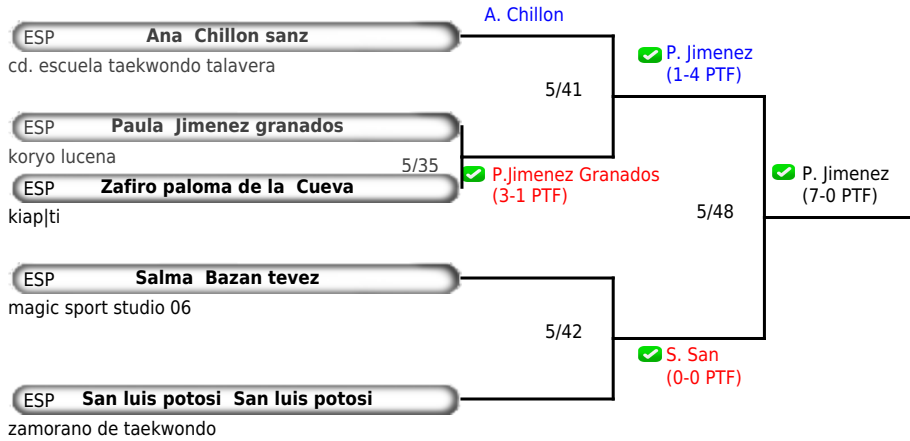 A. Chillon
ESP Ana Chillon sanz
cd. escuela taekwondo talavera
P. Jimenez
(1-4 PTF)
5/41
ESP Paula Jimenez granados
koryo lucena
5/35
P.Jimenez Granados
(3-1 PTF)
ESP Zafiro paloma de la Cueva
kiap|ti
P. Jimenez
(7-0 PTF)
5/48
ESP Salma Bazan tevez
magic sport studio 06
5/42
S. San
(0-0 PTF)
ESP San luis potosi San luis potosi
zamorano de taekwondo